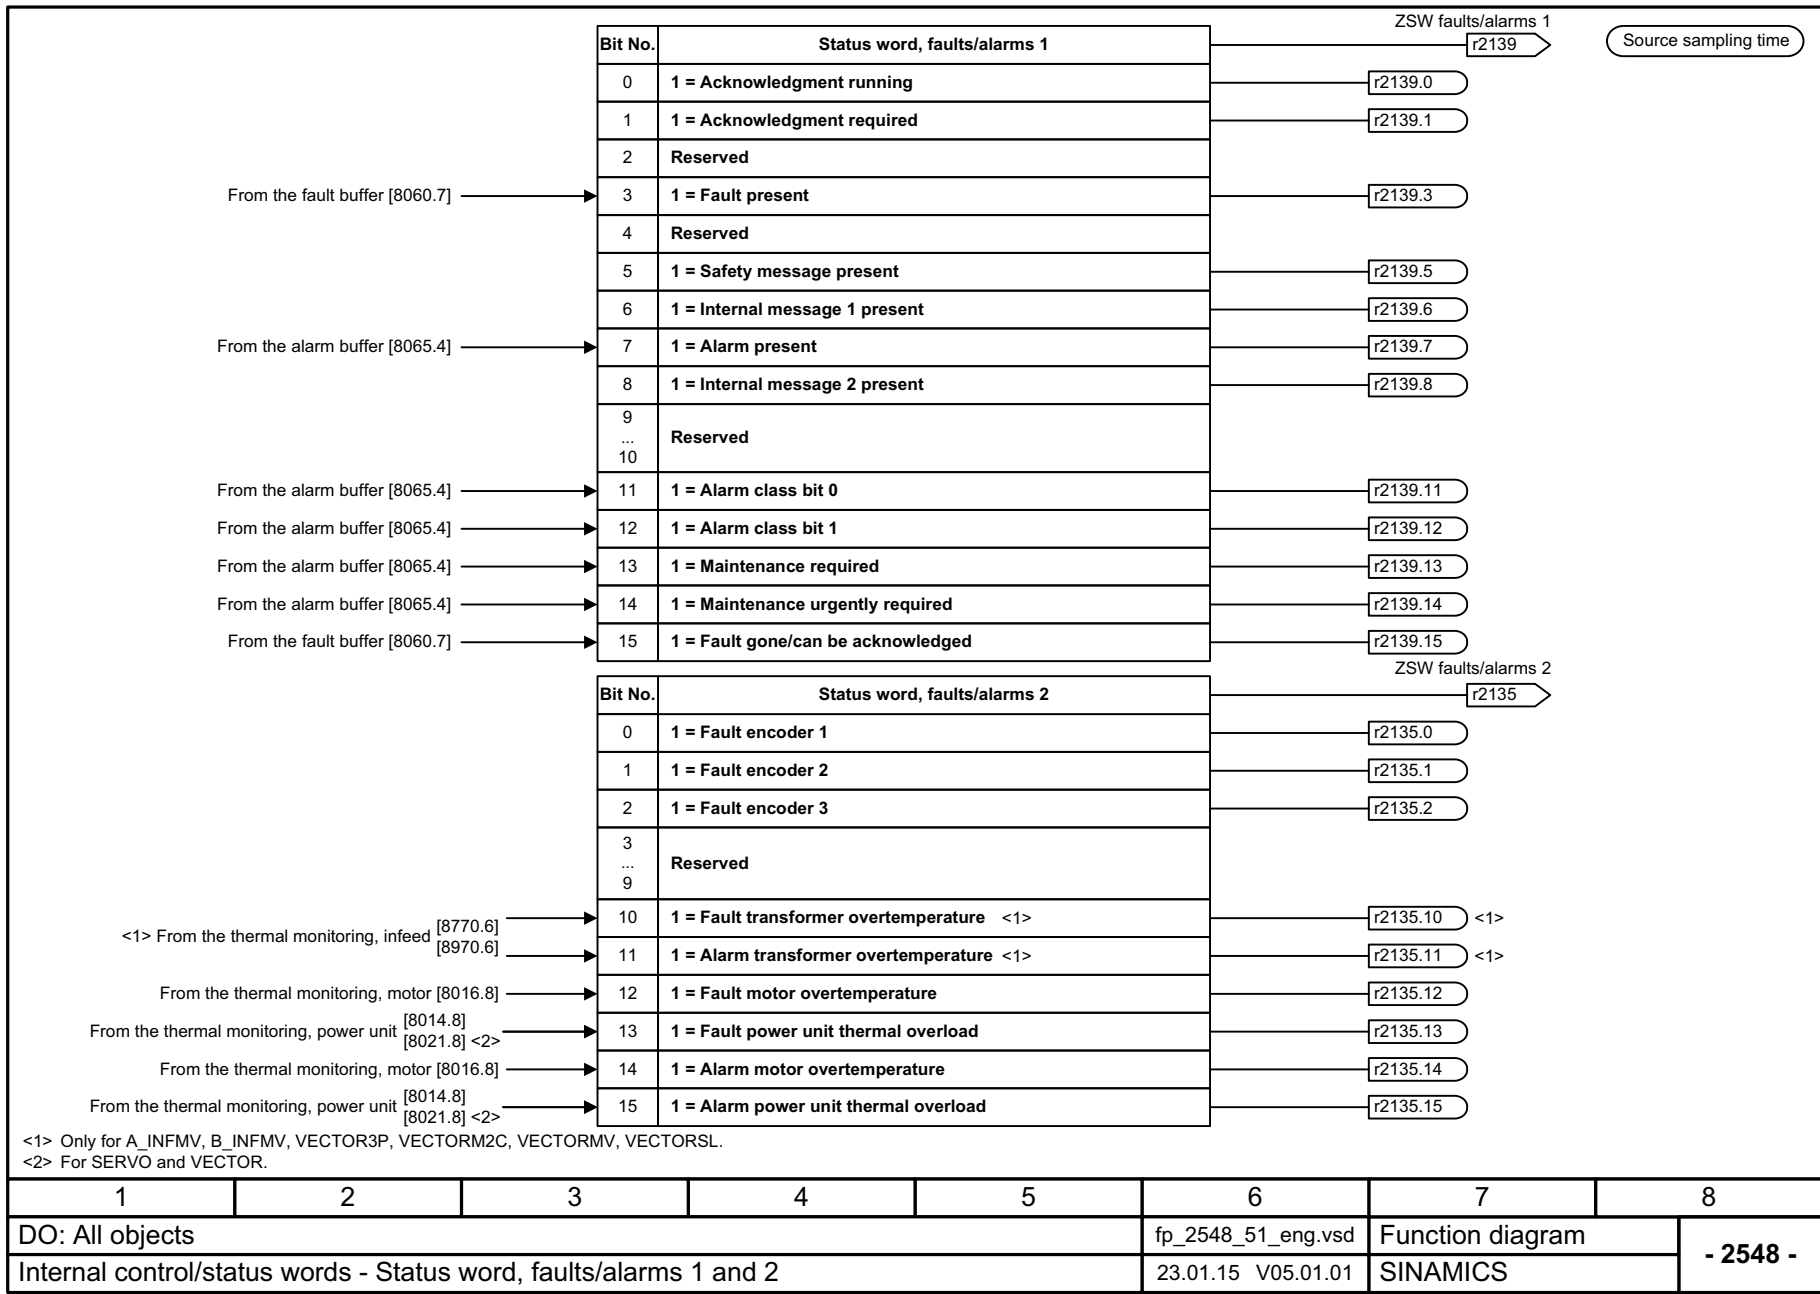 ZSW faults/alarms 1
Bit No. Status word, faults/alarms 1 r2139 Source sampling time
0 1 = Acknowledgment running r2139.0
1 1 = Acknowledgment required r2139.1
2 Reserved
From the fault buffer [8060.7] 3 1 = Fault present r2139.3
4 Reserved
5 1 = Safety message present r2139.5
6 1 = Internal message 1 present r2139.6
From the alarm buffer [8065.4] 7 1 = Alarm present r2139.7
8 1 = Internal message 2 present r2139.8
9
... Reserved
10
From the alarm buffer [8065.4] 11 1 = Alarm class bit 0 r2139.11
From the alarm buffer [8065.4] 12 1 = Alarm class bit 1 r2139.12
From the alarm buffer [8065.4] 13 1 = Maintenance required r2139.13
From the alarm buffer [8065.4] 14 1 = Maintenance urgently required r2139.14
From the fault buffer [8060.7] 15 1 = Fault gone/can be acknowledged r2139.15
ZSW faults/alarms 2
Bit No. Status word, faults/alarms 2 r2135
0 1 = Fault encoder 1 r2135.0
1 1 = Fault encoder 2 r2135.1
2 1 = Fault encoder 3 r2135.2
3
... Reserved
9
<1> From the thermal monitoring, infeed [8770.6] 10 1 = Fault transformer overtemperature <1> r2135.10 <1>
[8970.6] 11 1 = Alarm transformer overtemperature <1> r2135.11 <1>
From the thermal monitoring, motor [8016.8] 12 1 = Fault motor overtemperature r2135.12
From the thermal monitoring, power unit [8014.8] 13 1 = Fault power unit thermal overload r2135.13
[8021.8] <2>
From the thermal monitoring, motor [8016.8] 14 1 = Alarm motor overtemperature r2135.14
From the thermal monitoring, power unit [8014.8] 15 1 = Alarm power unit thermal overload r2135.15
[8021.8] <2>
<1> Only for A_INFMV, B_INFMV, VECTOR3P, VECTORM2C, VECTORMV, VECTORSL.
<2> For SERVO and VECTOR.
1 2 3 4 5 6 7 8
DO: All objects fp_2548_51_eng.vsd Function diagram - 2548 -
Internal control/status words - Status word, faults/alarms 1 and 2 23.01.15 V05.01.01 SINAMICS